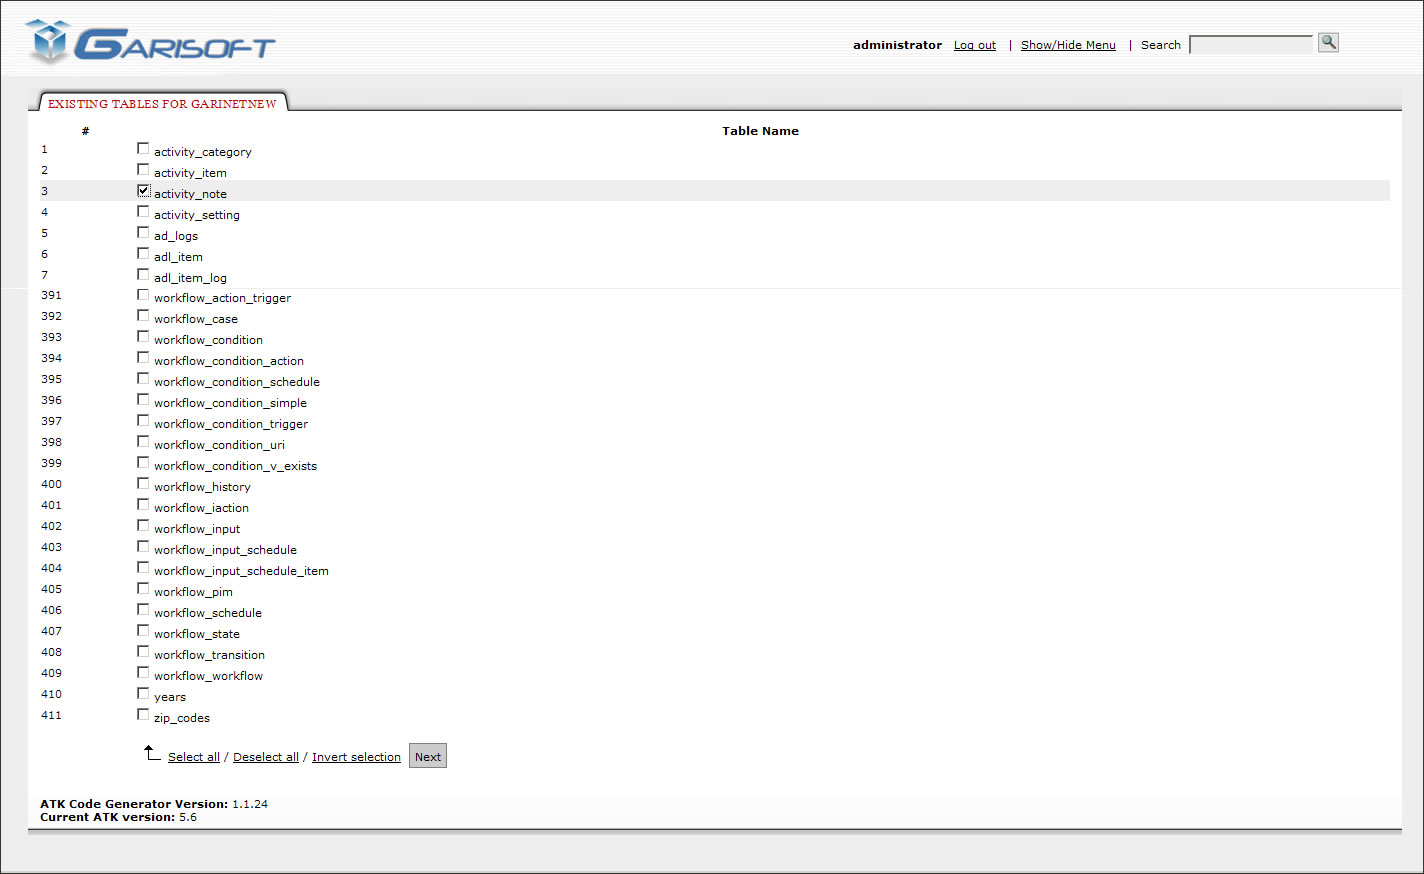 GARISOFT
administrator Log out | Show/Hide Menu | Search
EXISTING TABLES FOR GARINETNEW
# Table Name
1 activity_category
2 activity_item
3 activity_note
4 activity_setting
5 ad_logs
6 adl_item
7 adl_item_log
391 workflow_action_trigger
392 workflow_case
393 workflow_condition
394 workflow_condition_action
395 workflow_condition_schedule
396 workflow_condition_simple
397 workflow_condition_trigger
398 workflow_condition_uri
399 workflow_condition_v_exists
400 workflow_history
401 workflow_iaction
402 workflow_input
403 workflow_input_schedule
404 workflow_input_schedule_item
405 workflow_pim
406 workflow_schedule
407 workflow_state
408 workflow_transition
409 workflow_workflow
410 years
411 zip_codes
Select all / Deselect all / Invert selection Next
ATK Code Generator Version: 1.1.24
Current ATK version: 5.6